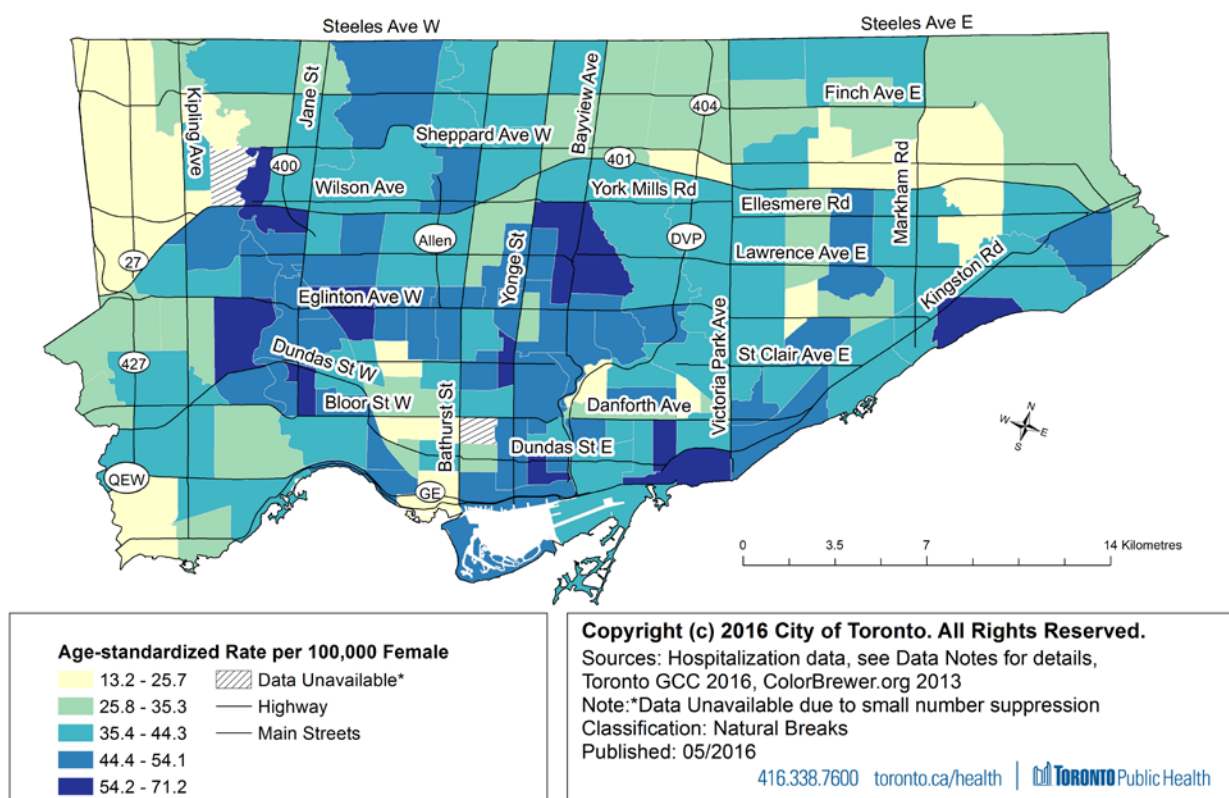 Steeles Ave W
Steeles Ave E
Kipling Ave
Jane St
Bayview Ave
404
Finch Ave E
Sheppard Ave W
400
401
Markham Rd
Wilson Ave
York Mills Rd
Ellesmere Rd
Allen
Yonge St
DVP
27
Lawrence Ave E
Kingston Rd
Eglinton Ave W
427
Dundas St W
Victoria Park Ave
St Clair Ave E
Bloor St W
Bathurst St
Danforth Ave
Dundas St E
QEW
GE
N
W
E
S
0
3.5
7
14 Kilometres
Age-standardized Rate per 100,000 Female
13.2 - 25.7
25.8 - 35.3
35.4 - 44.3
44.4 - 54.1
54.2 - 71.2
Data Unavailable*
Highway
Main Streets
Copyright (c) 2016 City of Toronto. All Rights Reserved.
Sources: Hospitalization data, see Data Notes for details,
Toronto GCC 2016, ColorBrewer.org 2013
Note:*Data Unavailable due to small number suppression
Classification: Natural Breaks
Published: 05/2016
416.338.7600 toronto.ca/health TORONTO Public Health